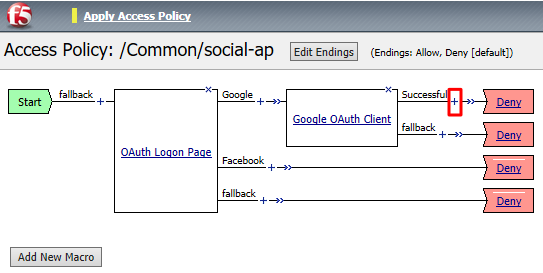 f5
Apply Access Policy
Access Policy: /Common/social-ap Edit Endings (Endings: Allow, Deny [default])
Start fallback + OAuth Logon Page × Google + Google OAuth Client × Successful + Deny
fallback + Deny
Facebook + Deny
fallback + Deny
Add New Macro